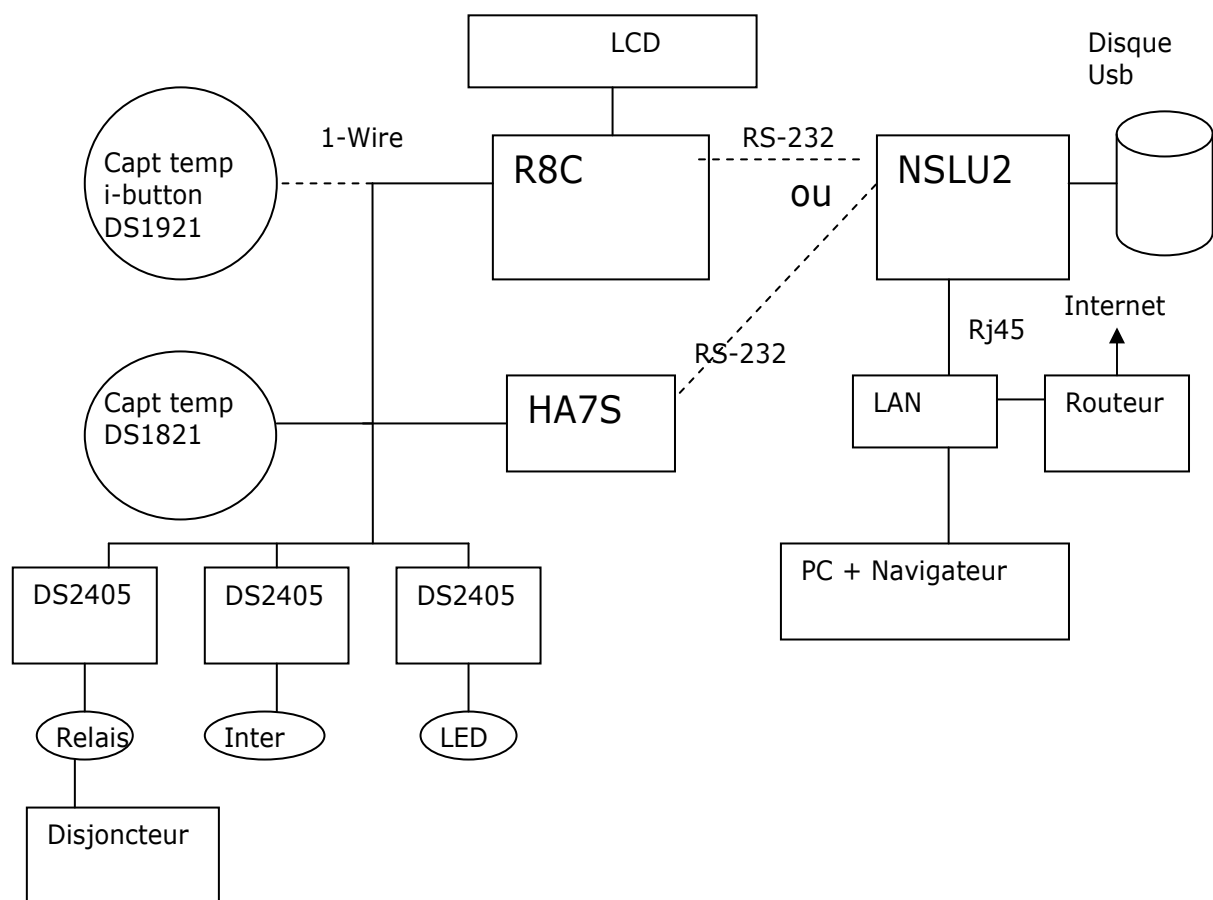 LCD
Disque
Usb
1-Wire
RS-232
Capt temp
i-button
DS1921
R8C
ou
NSLU2
Internet
Rj45
RS-232
Capt temp
DS1821
HA7S
LAN
Routeur
PC + Navigateur
DS2405
DS2405
DS2405
Relais
Inter
LED
Disjoncteur